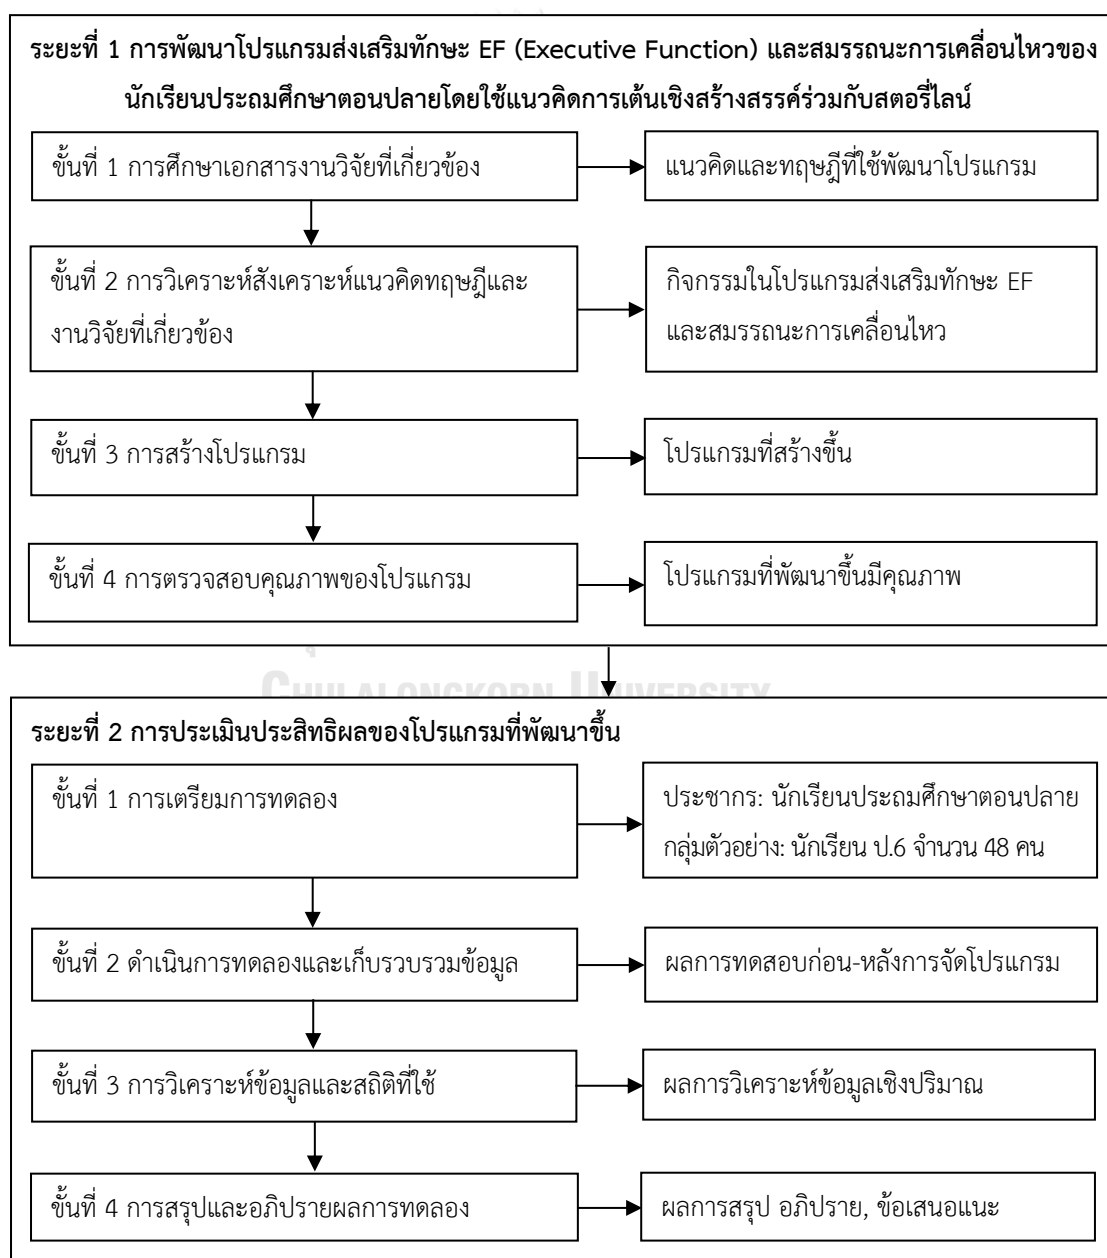 ระยะที่ 1 การพัฒนาโปรแกรมส่งเสริมทักษะ EF (Executive Function) และสมรรถนะการเคลื่อนไหวของ
นักเรียนประถมศึกษาตอนปลายโดยใช้แนวคิดการเต้นเชิงสร้างสรรค์ร่วมกับสตอรี่ไลน์
ขั้นที่ 1 การศึกษาเอกสารงานวิจัยที่เกี่ยวข้อง
แนวคิดและทฤษฎีที่ใช้พัฒนาโปรแกรม
ขั้นที่ 2 การวิเคราะห์สังเคราะห์แนวคิดทฤษฎีและ
งานวิจัยที่เกี่ยวข้อง
กิจกรรมในโปรแกรมส่งเสริมทักษะ EF
และสมรรถนะการเคลื่อนไหว
ขั้นที่ 3 การสร้างโปรแกรม
โปรแกรมที่สร้างขึ้น
ขั้นที่ 4 การตรวจสอบคุณภาพของโปรแกรม
โปรแกรมที่พัฒนาขึ้นมีคุณภาพ
CHULALONGKORN UNIVERSITY
ระยะที่ 2 การประเมินประสิทธิผลของโปรแกรมที่พัฒนาขึ้น
ขั้นที่ 1 การเตรียมการทดลอง
ประชากร: นักเรียนประถมศึกษาตอนปลาย
กลุ่มตัวอย่าง: นักเรียน ป.6 จำนวน 48 คน
ขั้นที่ 2 ดำเนินการทดลองและเก็บรวบรวมข้อมูล
ผลการทดสอบก่อน-หลังการจัดโปรแกรม
ขั้นที่ 3 การวิเคราะห์ข้อมูลและสถิติที่ใช้
ผลการวิเคราะห์ข้อมูลเชิงปริมาณ
ขั้นที่ 4 การสรุปและอภิปรายผลการทดลอง
ผลการสรุป อภิปราย, ข้อเสนอแนะ